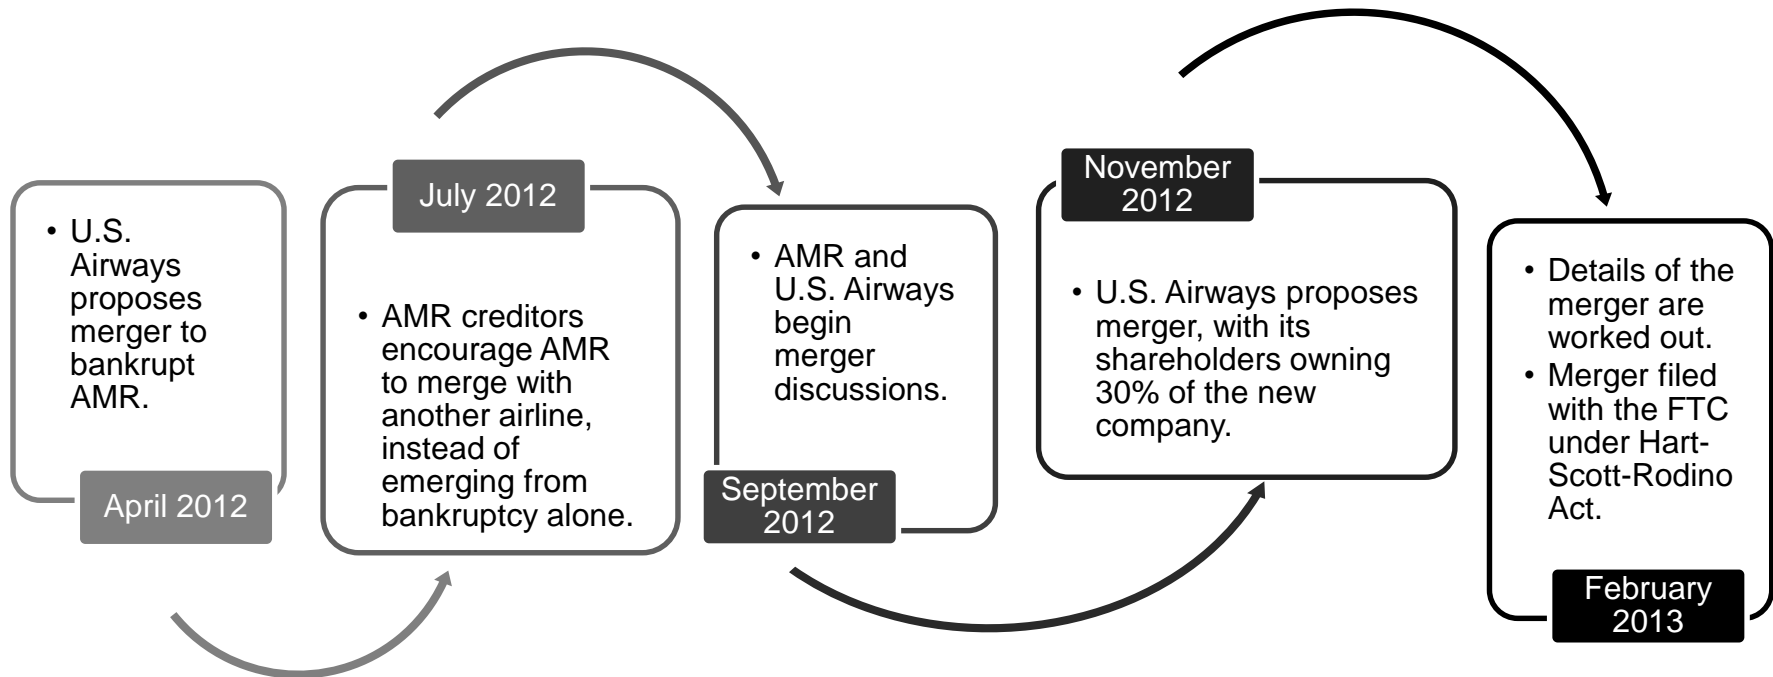 • U.S.
Airways
proposes
merger to
bankrupt
AMR.
April 2012
July 2012
• AMR creditors
encourage AMR
to merge with
another airline,
instead of
emerging from
bankruptcy alone.
• AMR and
U.S. Airways
begin
merger
discussions.
September
2012
November
2012
• U.S. Airways proposes
merger, with its
shareholders owning
30% of the new
company.
• Details of the
merger are
worked out.
• Merger filed
with the FTC
under Hart-
Scott-Rodino
Act.
February
2013